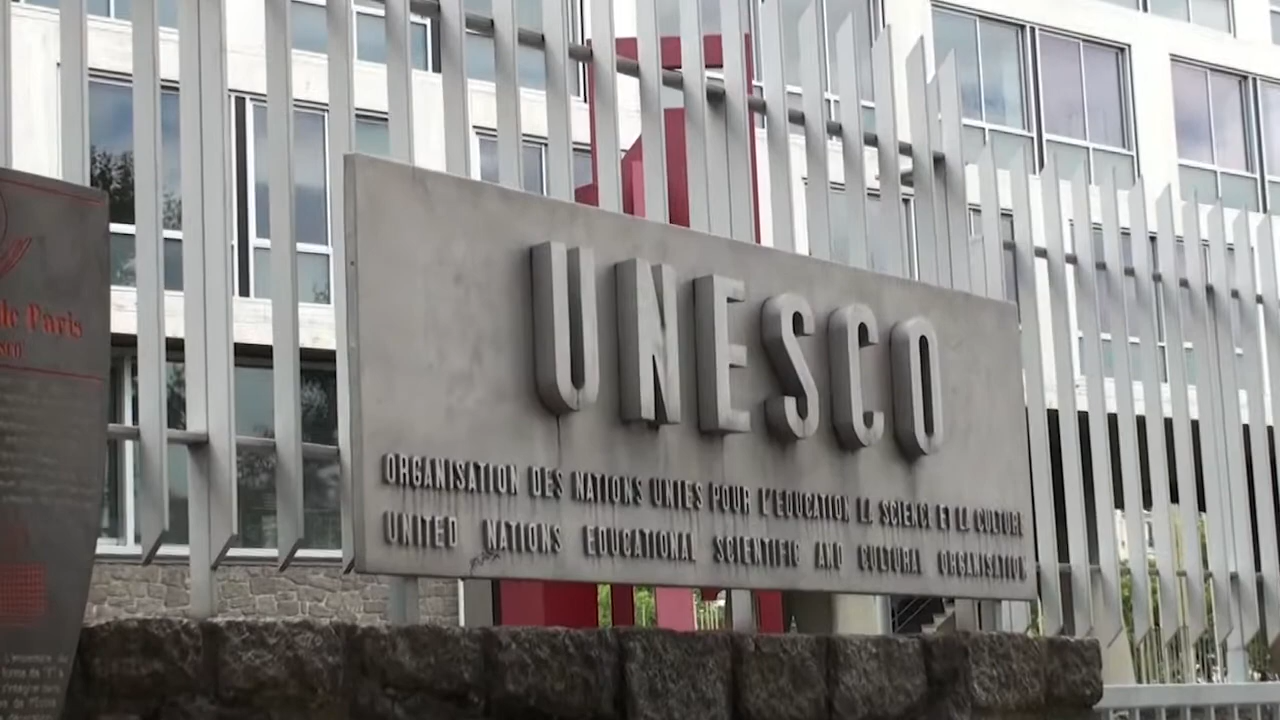 UNESCO
ORGANISATION DES NATIONS UNIES POUR L'EDUCATION LA SCIENCE ET LA CULTURE
UNITED NATIONS EDUCATIONAL SCIENTIFIC AND CULTURAL ORGANISATION
de Paris